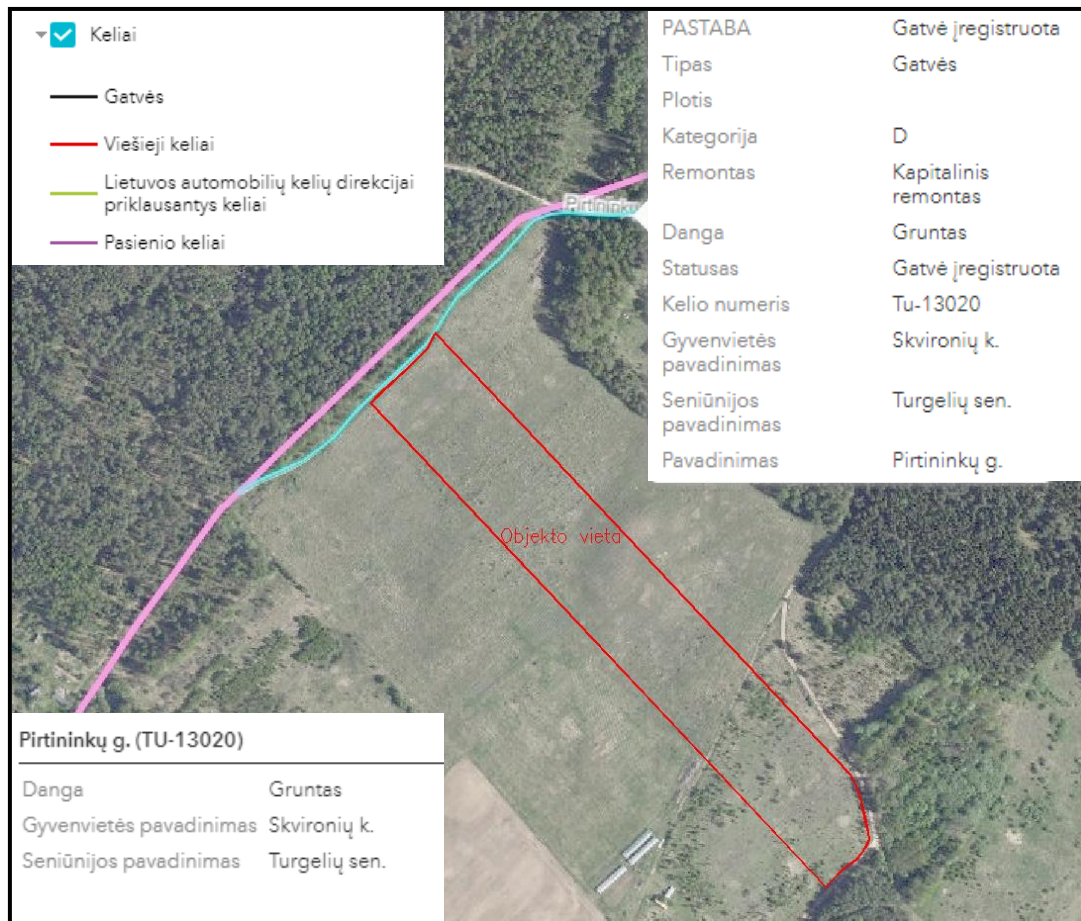 Keliai
Gatvės
Viešieji keliai
Lietuvos automobilių kelių direkcijai
priklausantys keliai
Pasienio keliai
PASTABA Gatvė įregistruota
Tipas Gatvės
Plotis
Kategorija D
Remontas Kapitalinis
remontas
Danga Gruntas
Statusas Gatvė įregistruota
Kelio numeris Tu-13020
Gyvenvietės Skvironių k.
pavadinimas
Seniūnijos Turgelių sen.
pavadinimas
Pavadinimas Pirtininkų g.
Objekto vieta
Pirtininkų g. (TU-13020)
Danga Gruntas
Gyvenvietės pavadinimas Skvironių k.
Seniūnijos pavadinimas Turgelių sen.